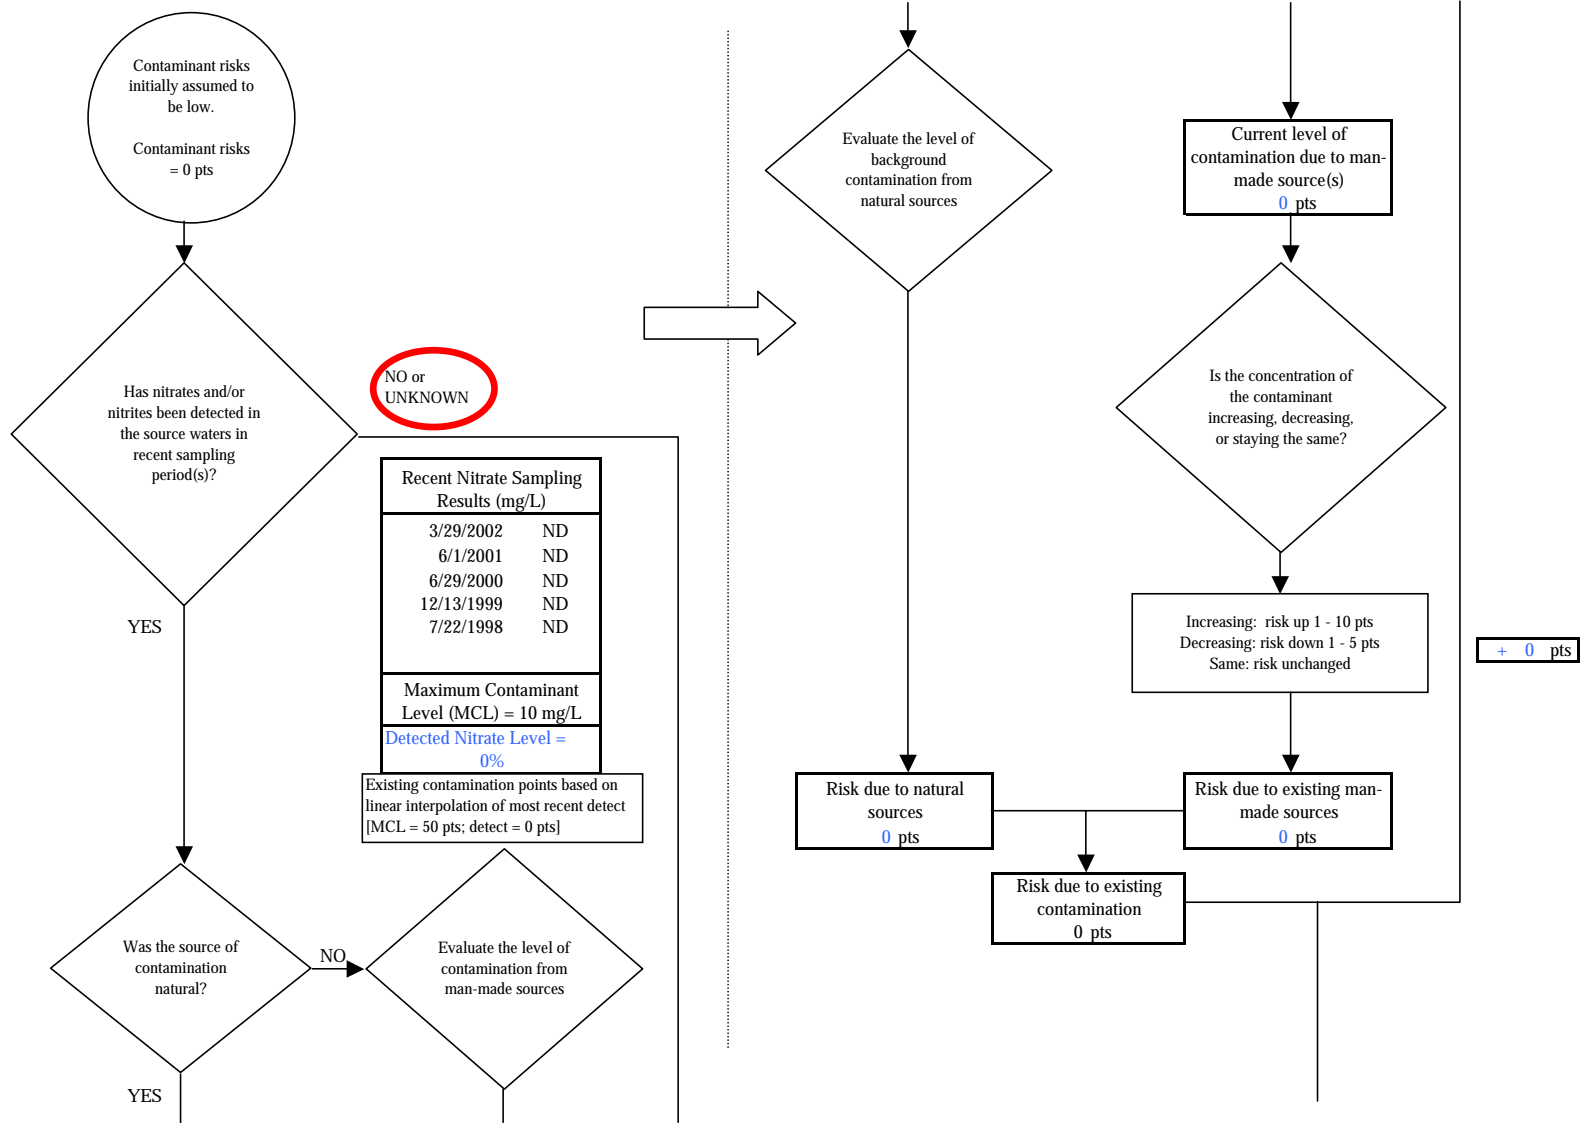 Contaminant risks
initially assumed to
be low.
Contaminant risks
= 0 pts
Has nitrates and/or
nitrites been detected in
the source waters in
recent sampling
period(s)?
NO or
UNKNOWN
Recent Nitrate Sampling
Results (mg/L)
3/29/2002 ND
6/1/2001 ND
6/29/2000 ND
12/13/1999 ND
7/22/1998 ND
Maximum Contaminant
Level (MCL) = 10 mg/L
Detected Nitrate Level =
0%
Existing contamination points based on
linear interpolation of most recent detect
[MCL = 50 pts; detect = 0 pts]
YES
Was the source of
contamination
natural?
NO
Evaluate the level of
contamination from
man-made sources
YES
Evaluate the level of
background
contamination from
natural sources
Current level of
contamination due to man-
made source(s)
0 pts
Is the concentration of
the contaminant
increasing, decreasing,
or staying the same?
Increasing: risk up 1 - 10 pts
Decreasing: risk down 1 - 5 pts
Same: risk unchanged
+ 0 pts
Risk due to natural
sources
0 pts
Risk due to existing man-
made sources
0 pts
Risk due to existing
contamination
0 pts